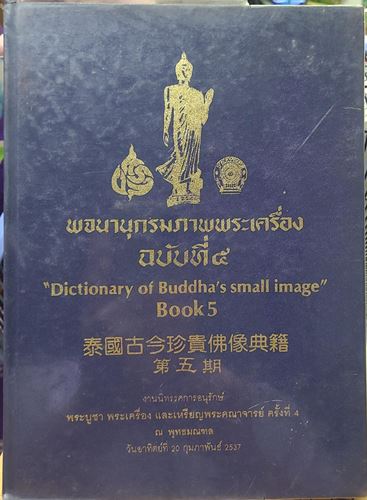 พจนานุกรมภาพพระเครื่อง
ฉบับที่ ๕
"Dictionary of Buddha's small image"
Book 5
泰國古今珍貴佛像典籍
第五期
งานนิทรรศการอนุรักษ์
พระบูชา พระเครื่อง และเหรียญพระคณาจารย์ ครั้งที่ 4
ณ พุทธมณฑล
วันอาทิตย์ที่ 20 กุมภาพันธ์ 2537